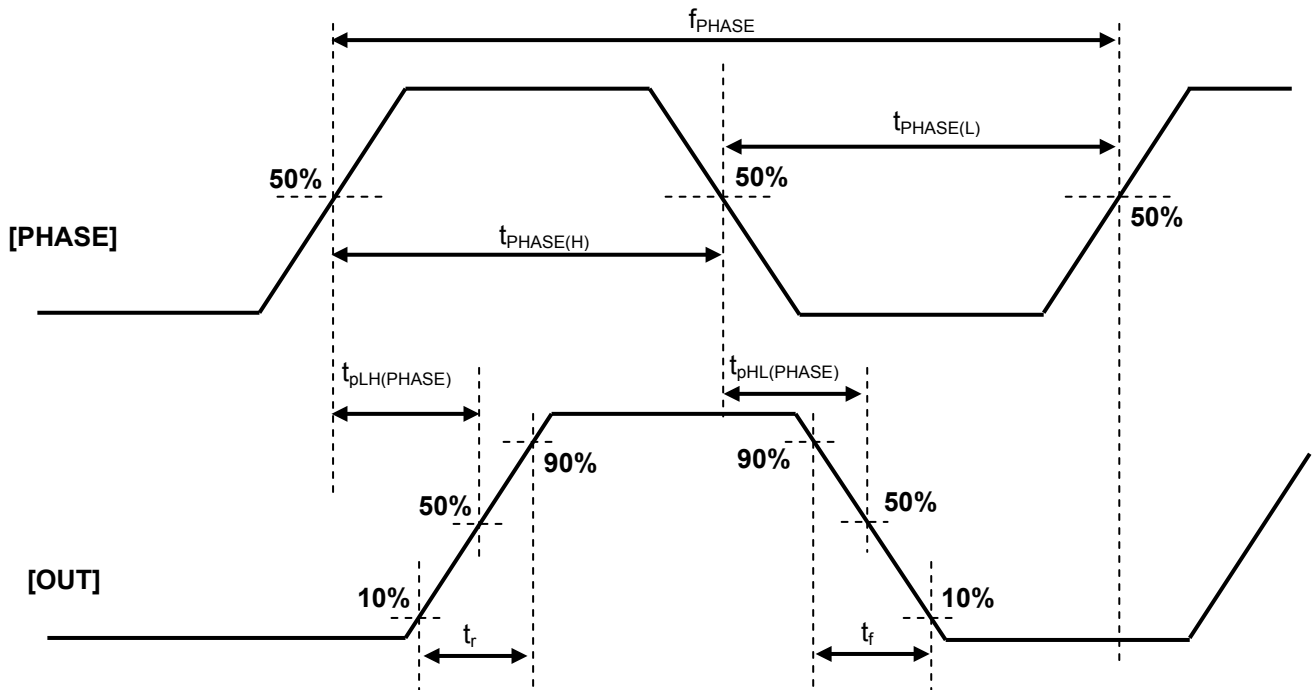 fPHASE
tPHASE(L)
50%
50%
50%
[PHASE]
tPHASE(H)
tpLH(PHASE)
tpHL(PHASE)
90%
90%
50%
50%
[OUT]
10%
10%
tr
tf